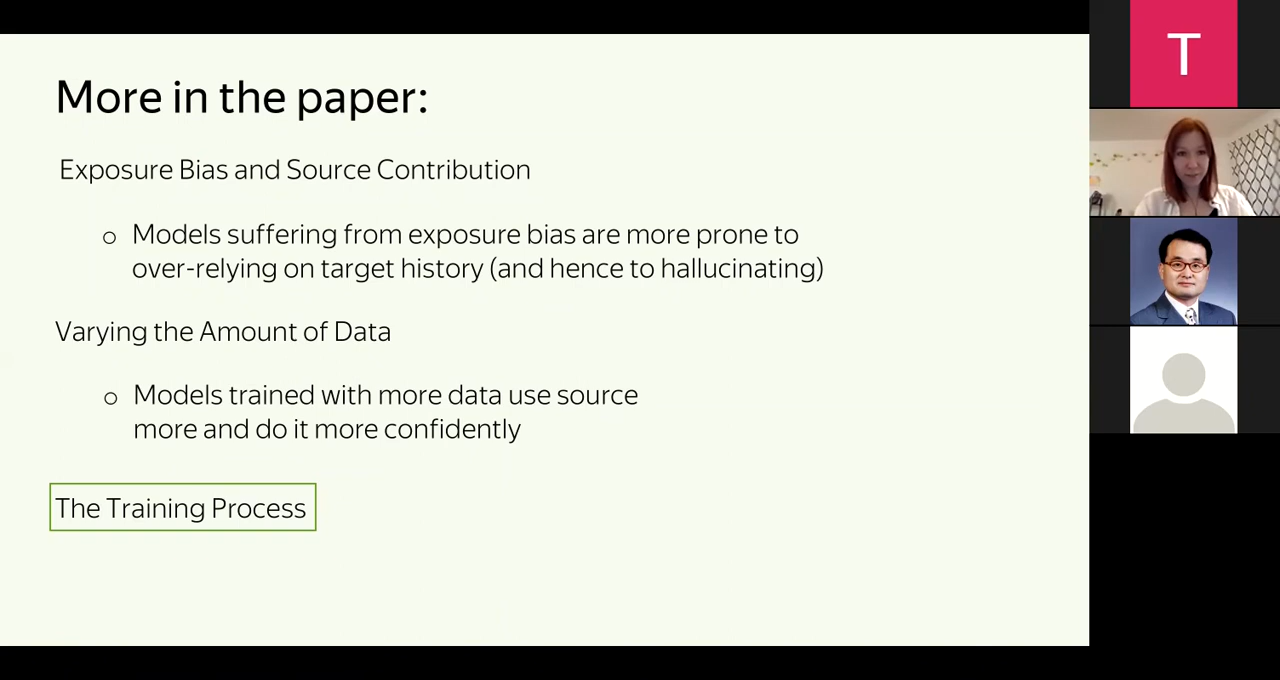 More in the paper:
Exposure Bias and Source Contribution
o Models suffering from exposure bias are more prone to
over-relying on target history (and hence to hallucinating)
Varying the Amount of Data
o Models trained with more data use source
more and do it more confidently
The Training Process
T